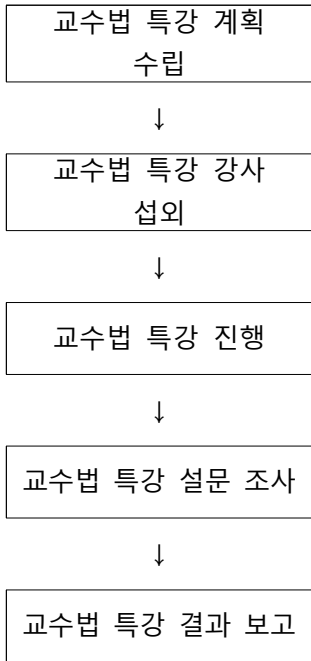 교수법 특강 계획
수립
↓
교수법 특강 강사
섭외
↓
교수법 특강 진행
↓
교수법 특강 설문 조사
↓
교수법 특강 결과 보고